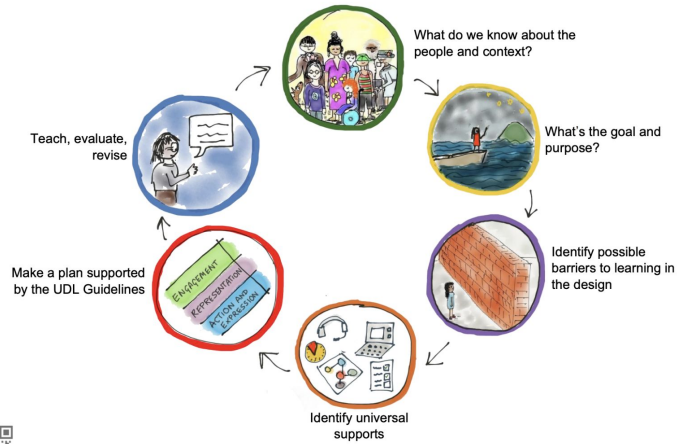 What do we know about the
people and context?
What's the goal and
purpose?
Identify possible
barriers to learning in
the design
Identify universal
supports
Make a plan supported
by the UDL Guidelines
ENGAGEMENT
REPRESENTATION
ACTION AND
EXPRESSION
Teach, evaluate,
revise